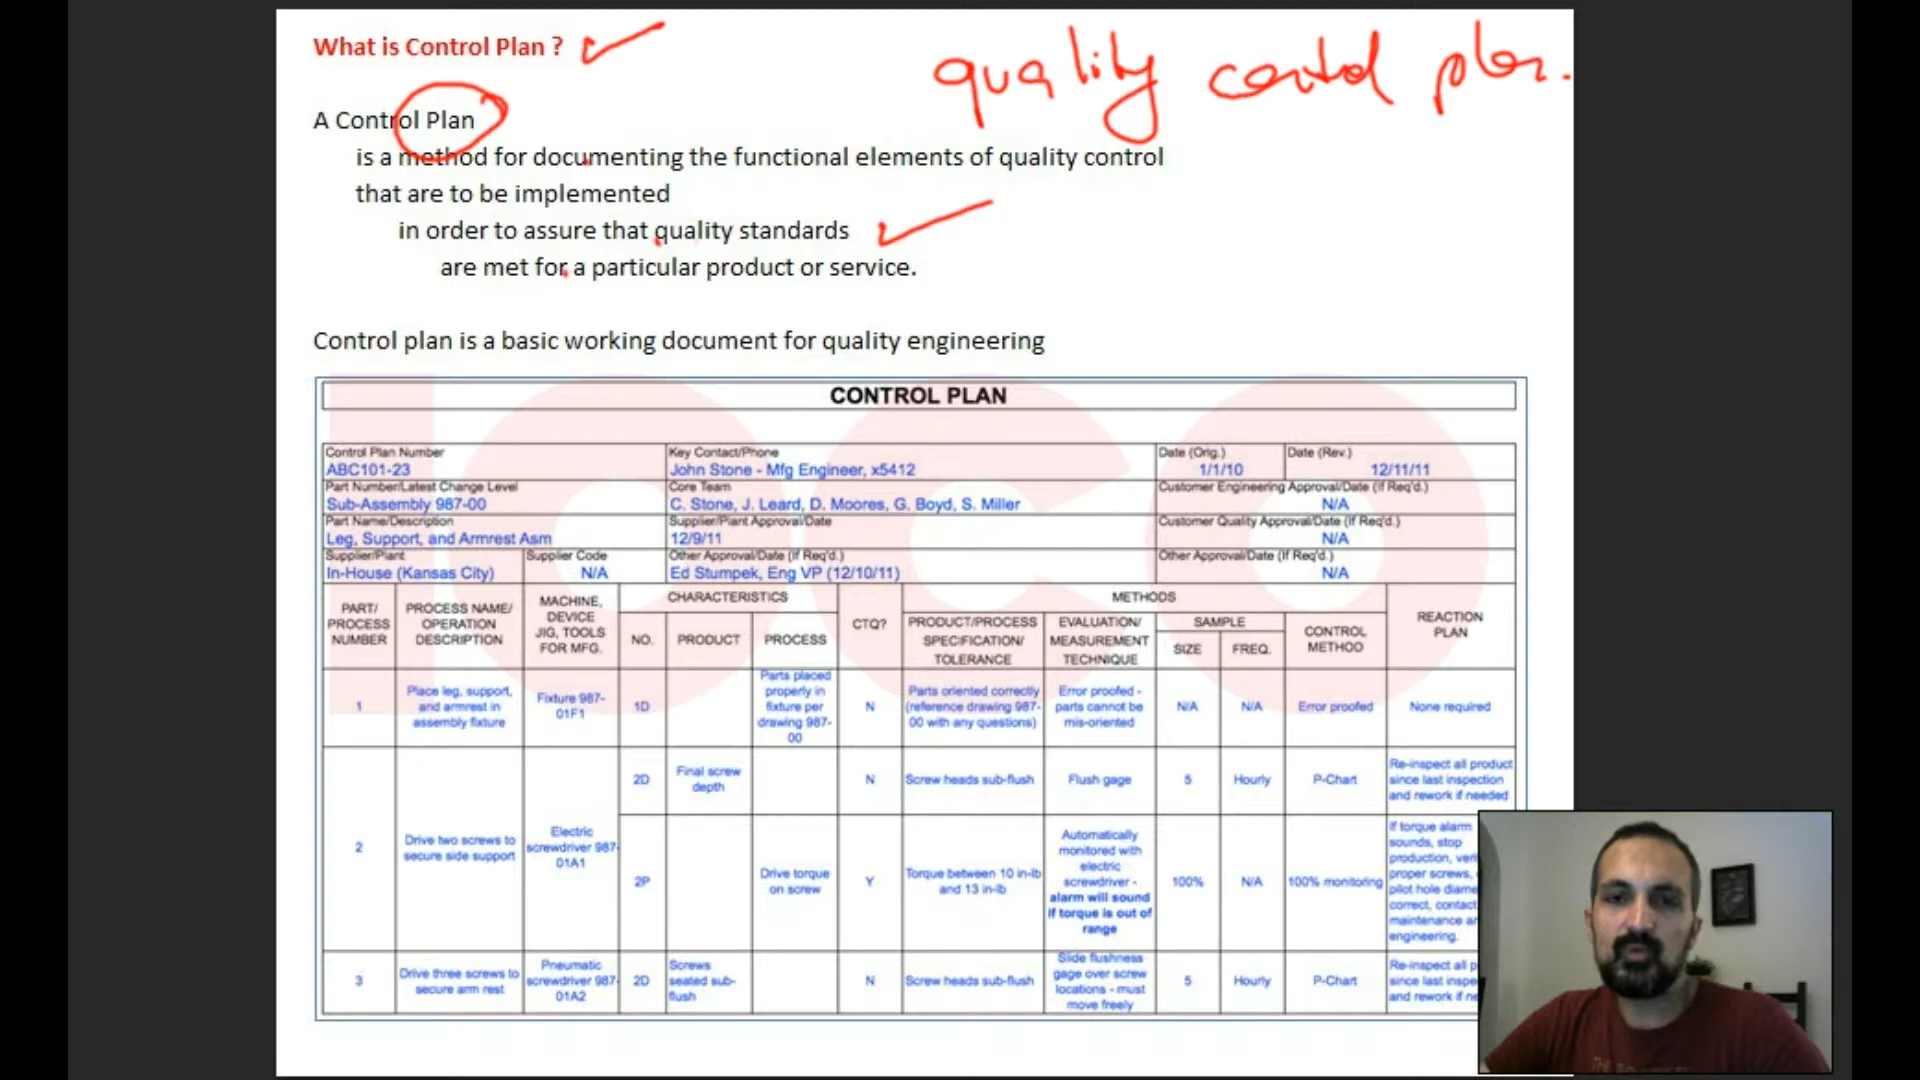 What is Control Plan ?
quality control plan.
A Control Plan
is a method for documenting the functional elements of quality control
that are to be implemented
in order to assure that quality standards
are met for a particular product or service.
Control plan is a basic working document for quality engineering
CONTROL PLAN
Control Plan Number
ABC101-23
Key Contact/Phone
John Stone - Mfg Engineer, x5412
Date (Orig.)
1/1/10
Date (Rev.)
12/11/11
Part Number/Latest Change Level
Sub-Assembly 987-00
Core Team
C. Stone, J. Leard, D. Moores, G. Boyd, S. Miller
Customer Engineering Approval/Date (If Req'd.)
N/A
Part Name/Description
Leg, Support, and Armrest Asm
Supplier/Plant Approval/Date
12/9/11
Customer Quality Approval/Date (If Req'd.)
N/A
Supplier/Plant
In-House (Kansas City)
Supplier Code
N/A
Other Approval/Date (If Req'd.)
Ed Stumpek, Eng VP (12/10/11)
Other Approval/Date (If Req'd.)
N/A
PART/
PROCESS
NUMBER
PROCESS NAME/
OPERATION
DESCRIPTION
MACHINE,
DEVICE
JIG, TOOLS
FOR MFG.
CHARACTERISTICS
NO.
PRODUCT
PROCESS
CTQ?
METHODS
PRODUCT/PROCESS
SPECIFICATION/
TOLERANCE
EVALUATION/
MEASUREMENT
TECHNIQUE
SAMPLE
SIZE
FREQ.
CONTROL
METHOD
REACTION
PLAN
1
Place leg, support,
and armrest in
assembly fixture
Fixture 987-
01F1
1D
Parts placed
properly in
fixture per
drawing 987-
00
N
Parts oriented correctly
(reference drawing 987-
00 with any questions)
Error proofed -
parts cannot be
mis-oriented
N/A
N/A
Error proofed
None required
2
Drive two screws to
secure side support
Electric
screwdriver 987-
01A1
2D
Final screw
depth
N
Screw heads sub-flush
Flush gage
5
Hourly
P-Chart
Re-inspect all product
since last inspection
and rework if needed
2P
Drive torque
on screw
Y
Torque between 10 in-lb
and 13 in-lb
Automatically
monitored with
electric
screwdriver -
alarm will sound
if torque is out of
range
100%
N/A
100% monitoring
If torque alarm
sounds, stop
production,
proper screws,
pilot hole
correct, contact
maintenance
engineering.
3
Drive three screws to
secure arm rest
Pneumatic
screwdriver 987-
01A2
2D
Screws
seated sub-
flush
N
Screw heads sub-flush
Slide flushness
gage over screw
locations - must
move freely
5
Hourly
P-Chart
Re-inspect all
since last
and rework if